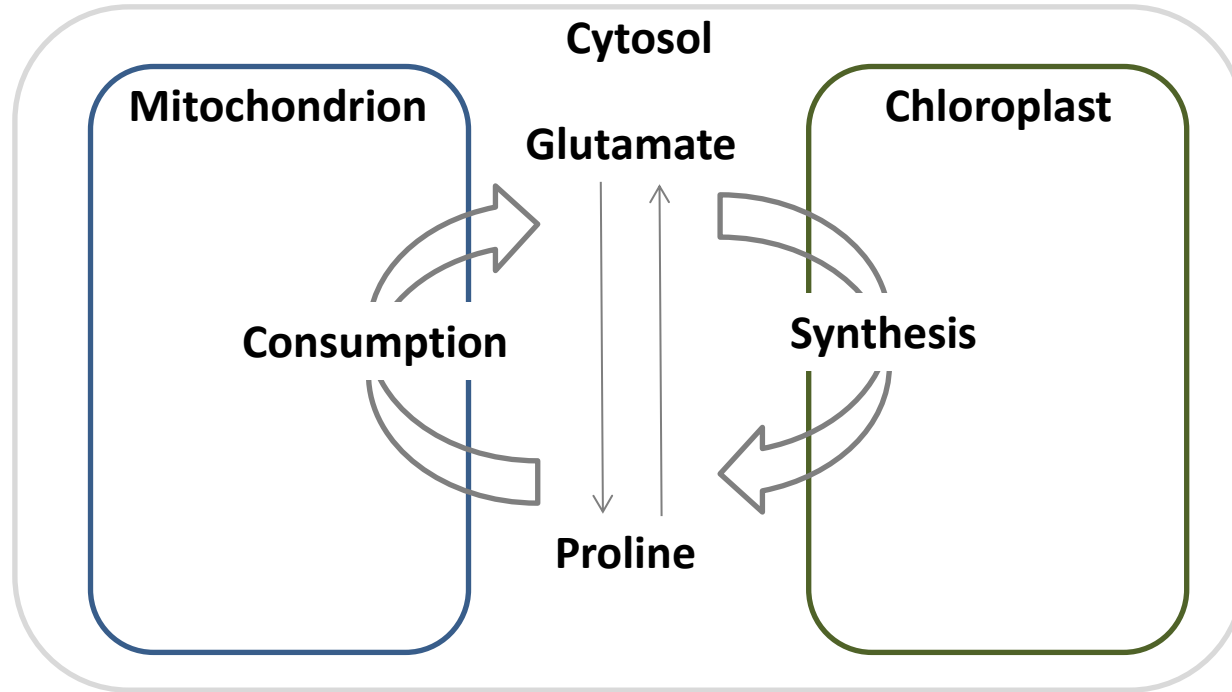 Cytosol
Mitochondrion
Chloroplast
Glutamate
Consumption
Synthesis
Proline